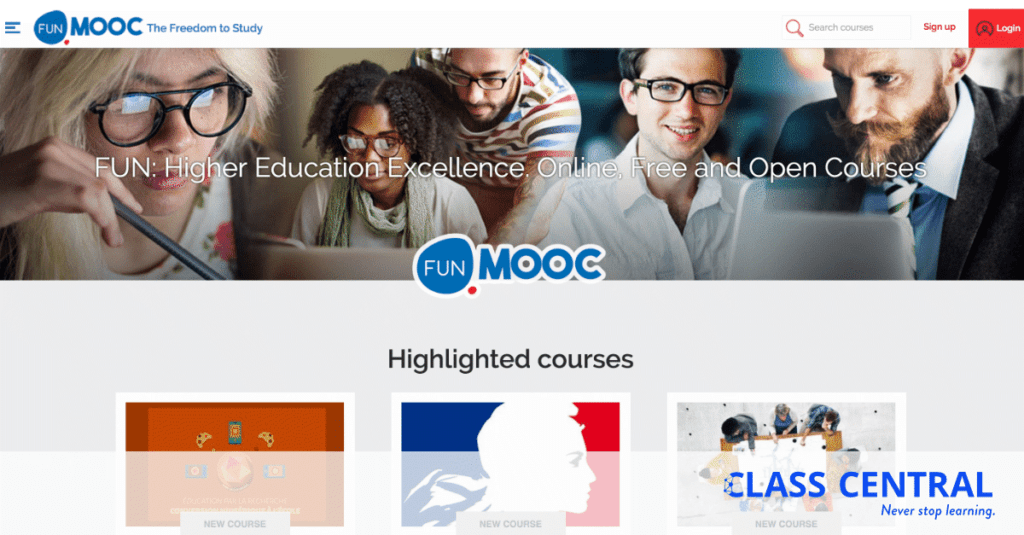 FUN MOOC The Freedom to Study
Search courses
Sign up
Login
FUN: Higher Education Excellence. Online, Free and Open Courses
FUN MOOC
Highlighted courses
NEW COURSE
NEW COURSE
NEW COURSE
CLASS CENTRAL
Never stop learning.